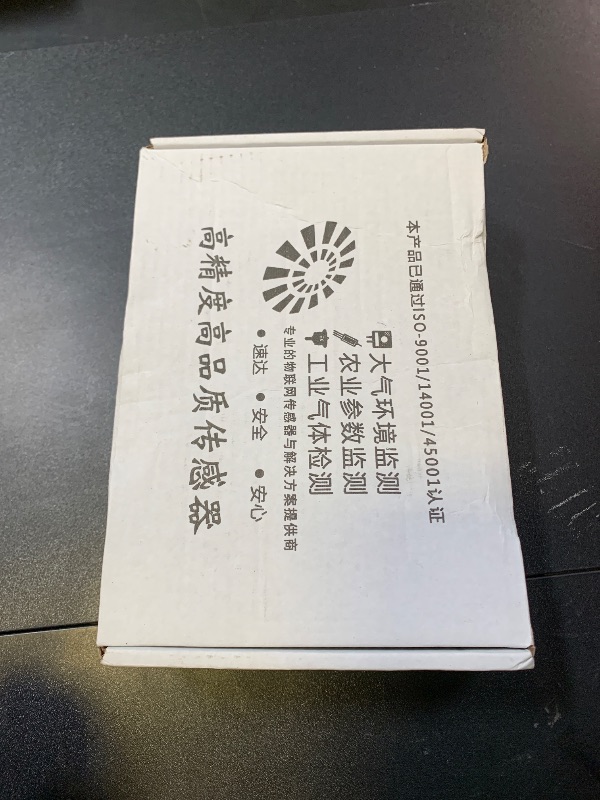 本产品已通过ISO-9001/14001/45001认证
大气环境监测
农业参数监测
工业气体检测
专业的物联网传感器与解决方案提供商
● 速达 ● 安全 ● 安心
高精度高品质传感器